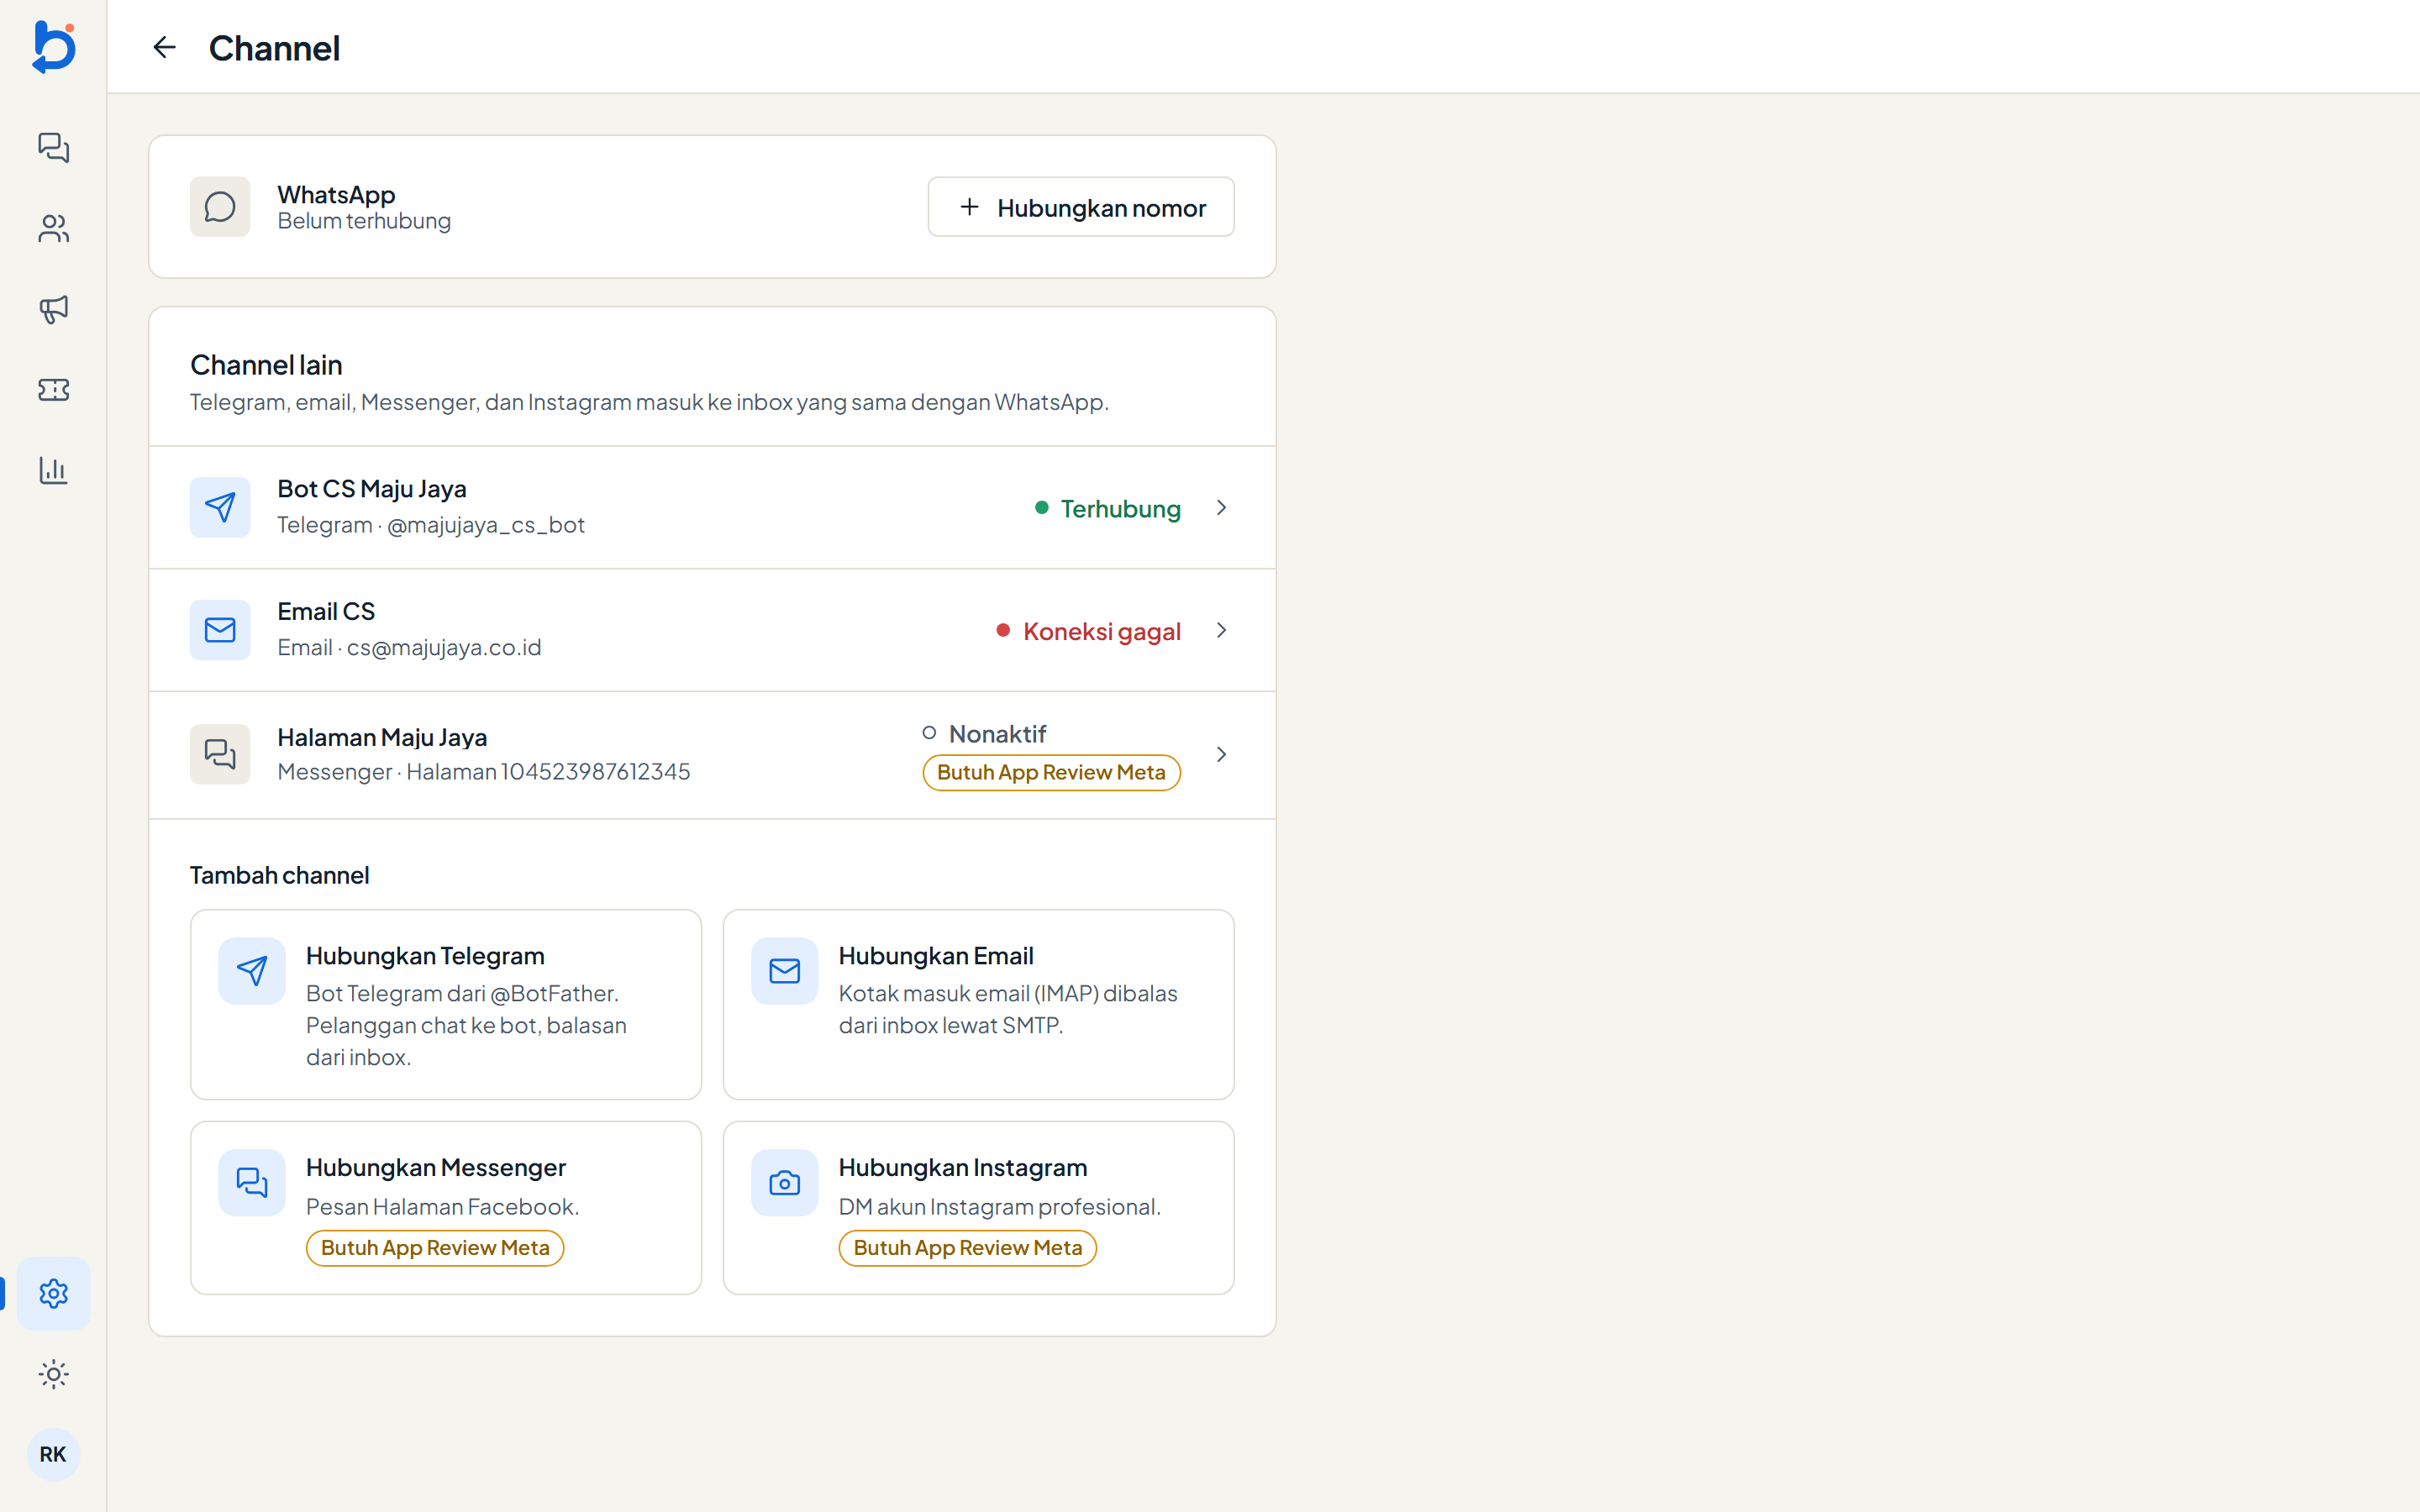 Channel
WhatsApp
Belum terhubung
Hubungkan nomor
Channel lain
Telegram, email, Messenger, dan Instagram masuk ke inbox yang sama dengan WhatsApp.
Bot CS Maju Jaya
Telegram · @majujaya_cs_bot
Terhubung
Email CS
Email · cs@majujaya.co.id
Koneksi gagal
Halaman Maju Jaya
Messenger · Halaman 104523987612345
Nonaktif
Butuh App Review Meta
Tambah channel
Hubungkan Telegram
Bot Telegram dari @BotFather.
Pelanggan chat ke bot, balasan
dari inbox.
Hubungkan Email
Kotak masuk email (IMAP) dibalas
dari inbox lewat SMTP.
Hubungkan Messenger
Pesan Halaman Facebook.
Butuh App Review Meta
Hubungkan Instagram
DM akun Instagram profesional.
Butuh App Review Meta
RK